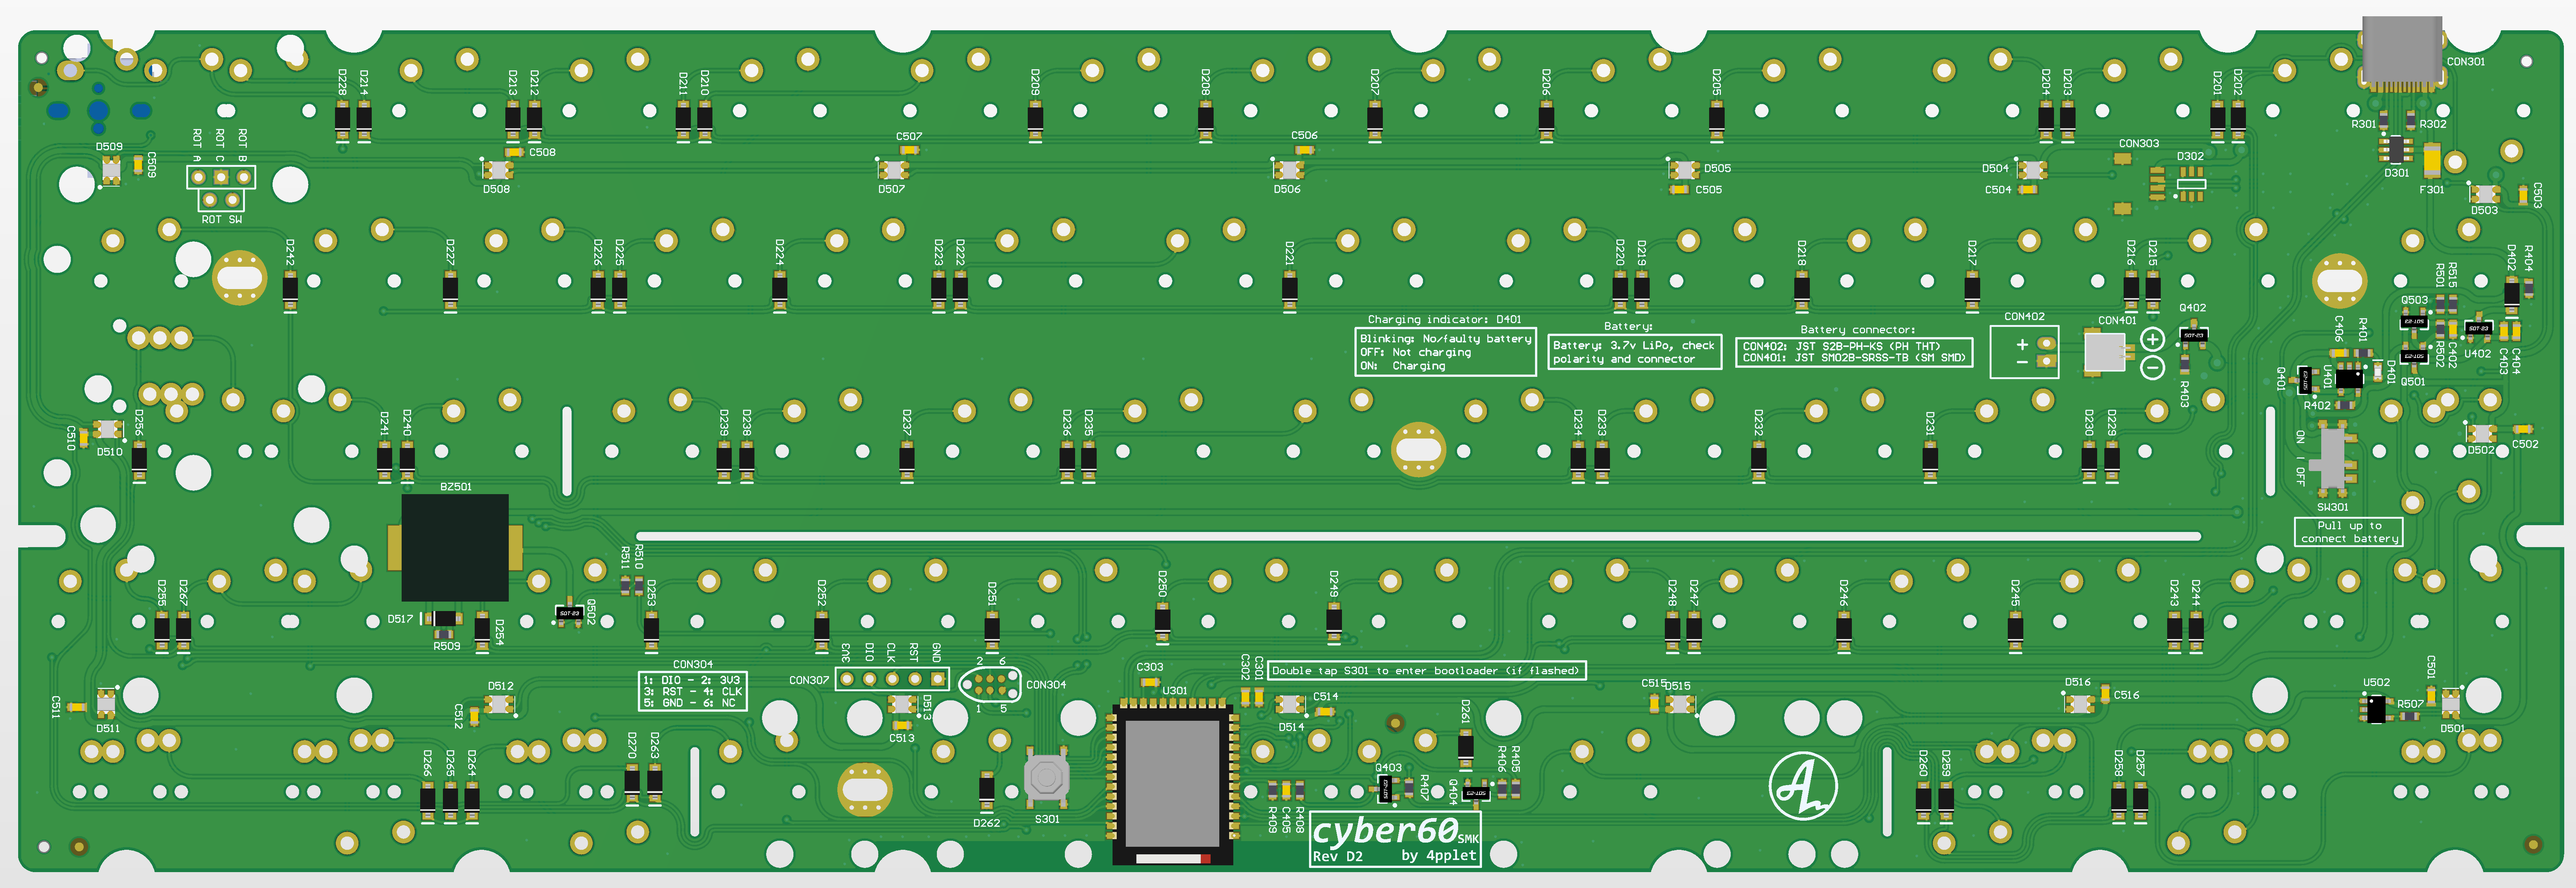 D228
D214
D213
D212
D211
D210
D209
D208
D207
D206
D205
D204
D203
D201
D202
CON301
R301
R302
D301
F301
D509
C509
ROT A
ROT C
ROT B
ROT SW
C508
D508
C507
D507
C506
D506
D505
C505
D504
C504
CON303
D302
D503
C503
D242
D227
D226
D225
D224
D223
D222
D221
D220
D219
D218
D217
D216
D215
Q402
R501
R515
D402
R404
Q503
Charging indicator: D401
Blinking: No/faulty battery
OFF: Not charging
ON: Charging
Battery:
Battery: 3.7v LiPo, check
polarity and connector
Battery connector:
CON402: JST S2B-PH-KS (PH THT)
CON401: JST SM02B-SRSS-TB (SM SMD)
CON402
+
−
CON401
+
−
SOT-23
R403
C406
R401
SOT-23
SOT-23
R502
C402
U402
C403
C404
Q401
U401
D401
Q501
R402
C510
D510
D256
D241
D240
D239
D238
D237
D236
D235
D234
D233
D232
D231
D230
D229
ON | OFF
SW301
Pull up to
connect battery
D502
C502
BZ501
D255
D267
D517
R509
D254
SOT-23
Q502
R511
R510
D253
D252
D251
D250
D249
D248
D247
D246
D245
D243
D244
CON304
1: DIO - 2: 3V3
3: RST - 4: CLK
5: GND - 6: NC
3V3
DIO
CLK
RST
GND
CON307
2 6
CON304
1 5
Double tap S301 to enter bootloader (if flashed)
C511
D511
D512
C512
D513
C513
C303
U301
C302
C301
C514
D514
C515
D515
D516
C516
U502
R507
C501
D501
D266
D265
D264
D270
D263
D262
S301
R409
C405
R408
Q403
R407
D261
Q404
R406
R405
D260
D259
D258
D257
cyber60 SMK
Rev D2 by 4pplet